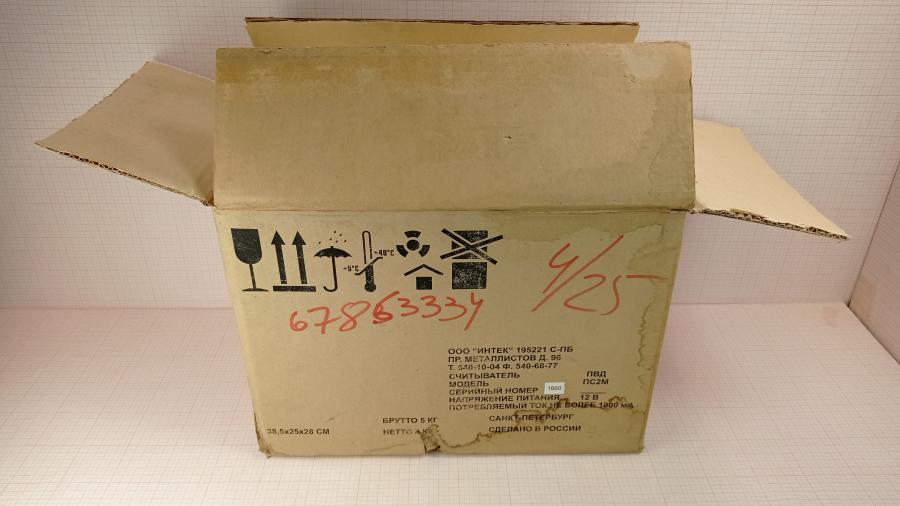 +40°C
+5°C
4/25
67853334
ООО "ИНТЕК" 195221 С-ПБ
ПР. МЕТАЛЛИСТОВ Д. 96
Т. 540-10-04 Ф. 540-68-77
СЧИТЫВАТЕЛЬ ПВД
МОДЕЛЬ ПС2М
СЕРИЙНЫЙ НОМЕР 1660
НАПРЯЖЕНИЕ ПИТАНИЯ 12 В
ПОТРЕБЛЯЕМЫЙ ТОК НЕ БОЛЕЕ 1000 мА
БРУТТО 5 КГ САНКТ-ПЕТЕРБУРГ
38,5х25х28 СМ НЕТТО 4 КГ СДЕЛАНО В РОССИИ